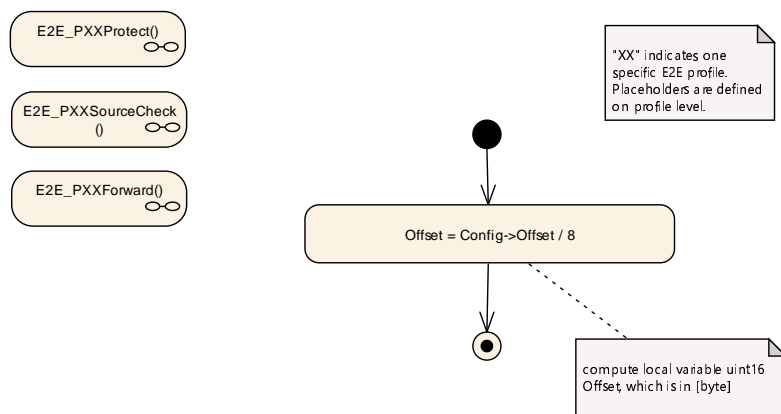 E2E_PXXProtect()
E2E_PXXSourceCheck
()
E2E_PXXForward()
"XX" indicates one
specific E2E profile.
Placeholders are defined
on profile level.
Offset = Config->Offset / 8
compute local variable uint16
Offset, which is in [byte]